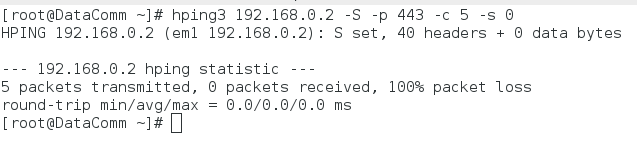 [root@DataComm ~]# hping3 192.168.0.2 -S -p 443 -c 5 -s 0
HPING 192.168.0.2 (em1 192.168.0.2): S set, 40 headers + 0 data bytes
--- 192.168.0.2 hping statistic ---
5 packets transmitted, 0 packets received, 100% packet loss
round-trip min/avg/max = 0.0/0.0/0.0 ms
[root@DataComm ~]#